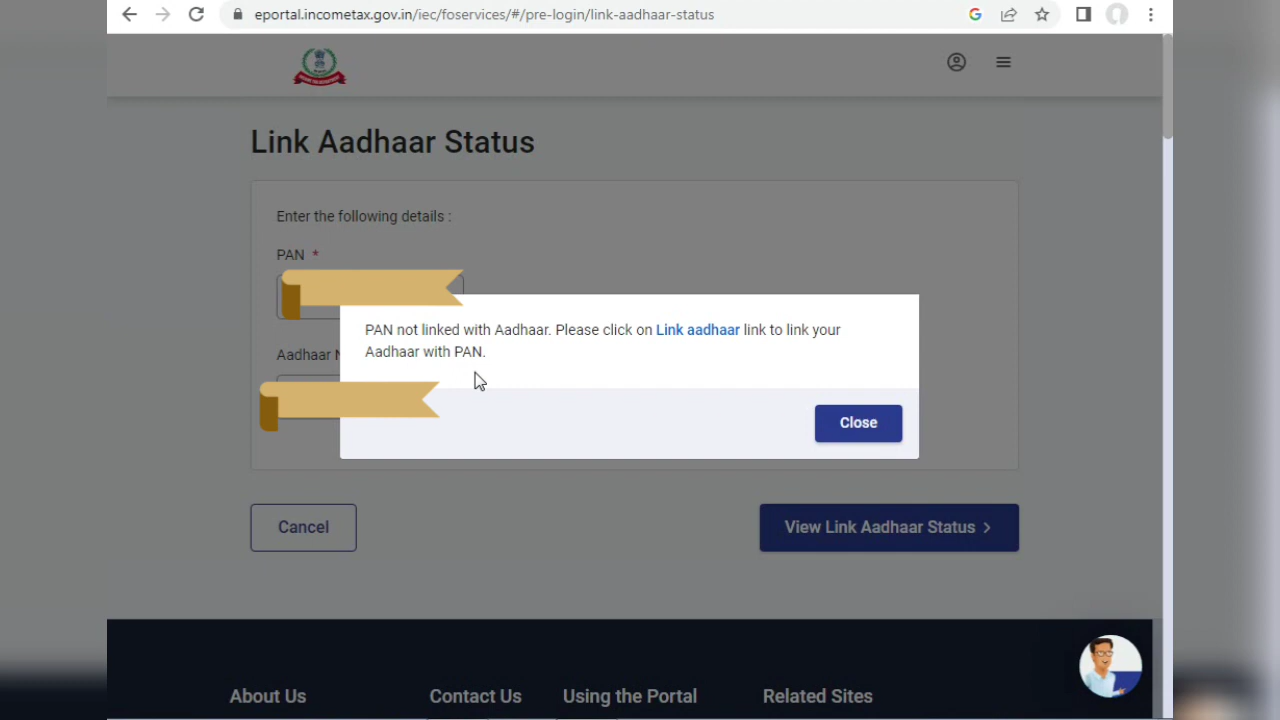 eportal.incometax.gov.in/iec/foservices/#/pre-login/link-aadhaar-status
Link Aadhaar Status
Enter the following details :
PAN *
PAN not linked with Aadhaar. Please click on Link aadhaar link to link your
Aadhaar with PAN.
Aadhaar N
Close
Cancel
View Link Aadhaar Status >
About Us
Contact Us
Using the Portal
Related Sites